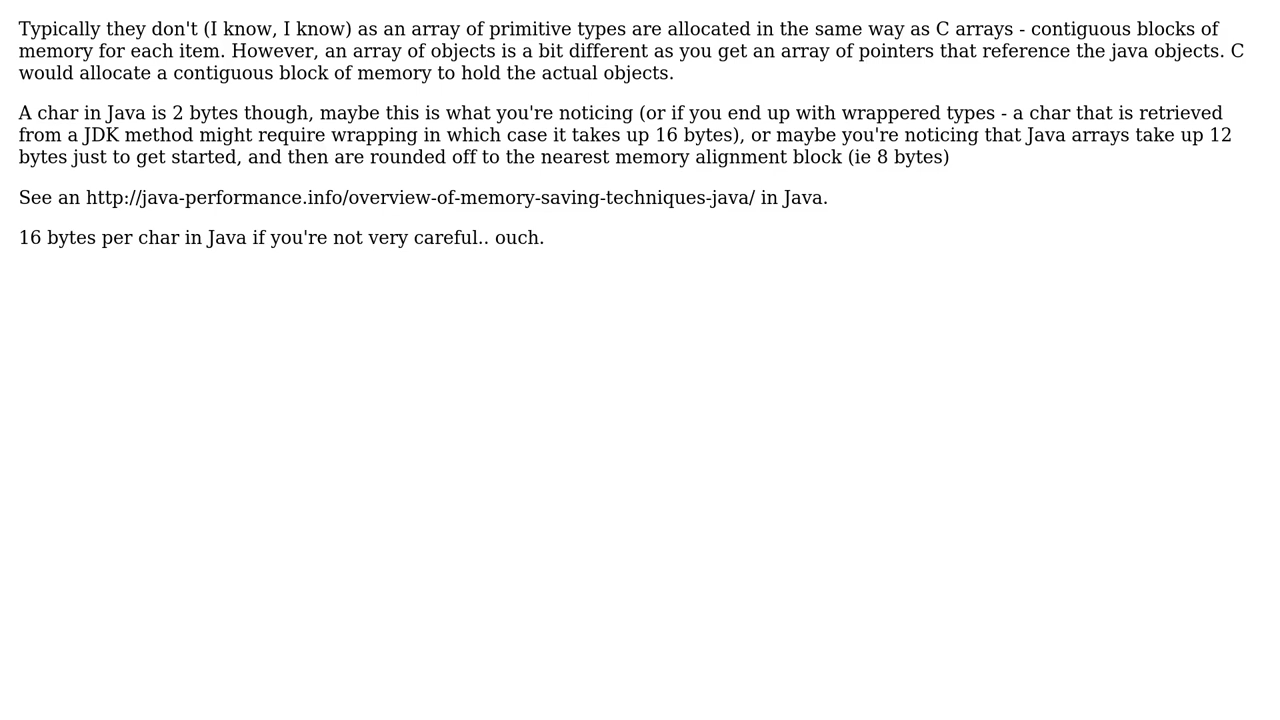 Typically they don't (I know, I know) as an array of primitive types are allocated in the same way as C arrays - contiguous blocks of
memory for each item. However, an array of objects is a bit different as you get an array of pointers that reference the java objects. C
would allocate a contiguous block of memory to hold the actual objects.
A char in Java is 2 bytes though, maybe this is what you're noticing (or if you end up with wrappered types - a char that is retrieved
from a JDK method might require wrapping in which case it takes up 16 bytes), or maybe you're noticing that Java arrays take up 12
bytes just to get started, and then are rounded off to the nearest memory alignment block (ie 8 bytes)
See an http://java-performance.info/overview-of-memory-saving-techniques-java/ in Java.
16 bytes per char in Java if you're not very careful.. ouch.